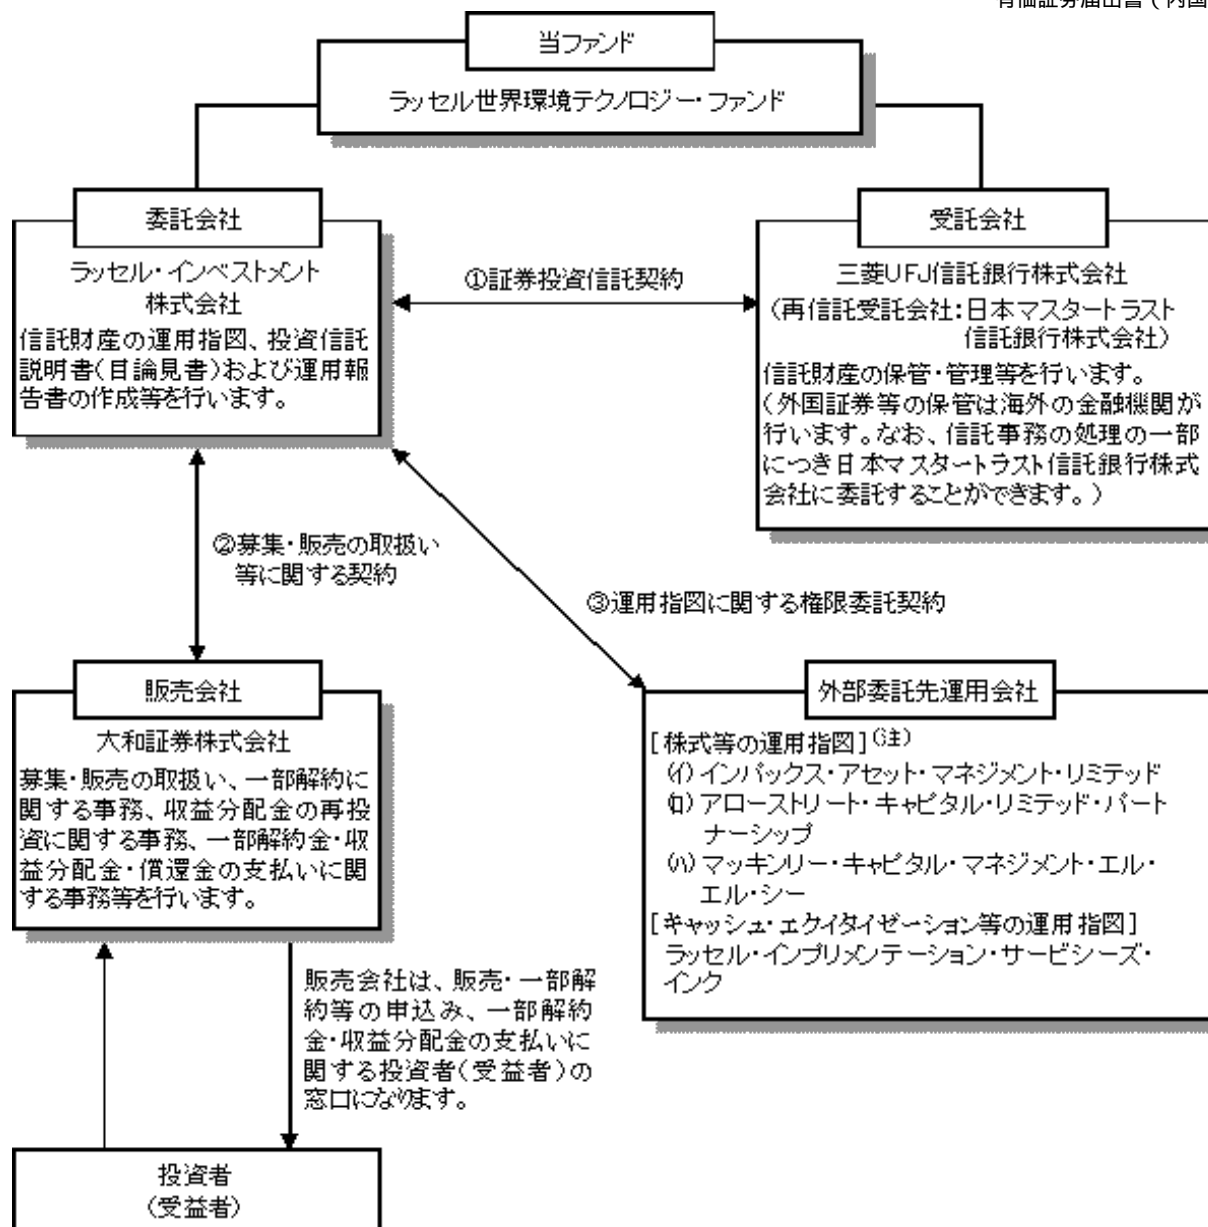 有価証券届出書（内国
当ファンド
ラッセル世界環境テクノロジー・ファンド
委託会社
ラッセル・インベストメント
株式会社
信託財産の運用指図、投資信託
説明書(目論見書)および運用報
告書の作成等を行います。
①証券投資信託契約
受託会社
三菱UFJ信託銀行株式会社
(再信託受託会社:日本マスタートラスト
信託銀行株式会社)
信託財産の保管・管理等を行います。
(外国証券等の保管は海外の金融機関が
行います。なお、信託事務の処理の一部
につき日本マスタートラスト信託銀行株式
会社に委託することができます。)
②募集・販売の取扱い
等に関する契約
③運用指図に関する権限委託契約
販売会社
大和証券株式会社
募集・販売の取扱い、一部解約に
関する事務、収益分配金の再投
資に関する事務、一部解約金・収
益分配金・償還金の支払いに関
する事務等を行います。
外部委託先運用会社
[株式等の運用指図](注)
(イ)インパックス・アセット・マネジメント・リミテッド
(ロ)アローストリート・キャピタル・リミテッド・パート
ナーシップ
(ハ)マッキンリー・キャピタル・マネジメント・エル・
エル・シー
[キャッシュ・エクイタイゼーション等の運用指図]
ラッセル・インプリメンテーション・サービシーズ・
インク
販売会社は、販売・一部解
約等の申込み、一部解約
金・収益分配金の支払いに
関する投資者(受益者)の
窓口になります。
投資者
(受益者)